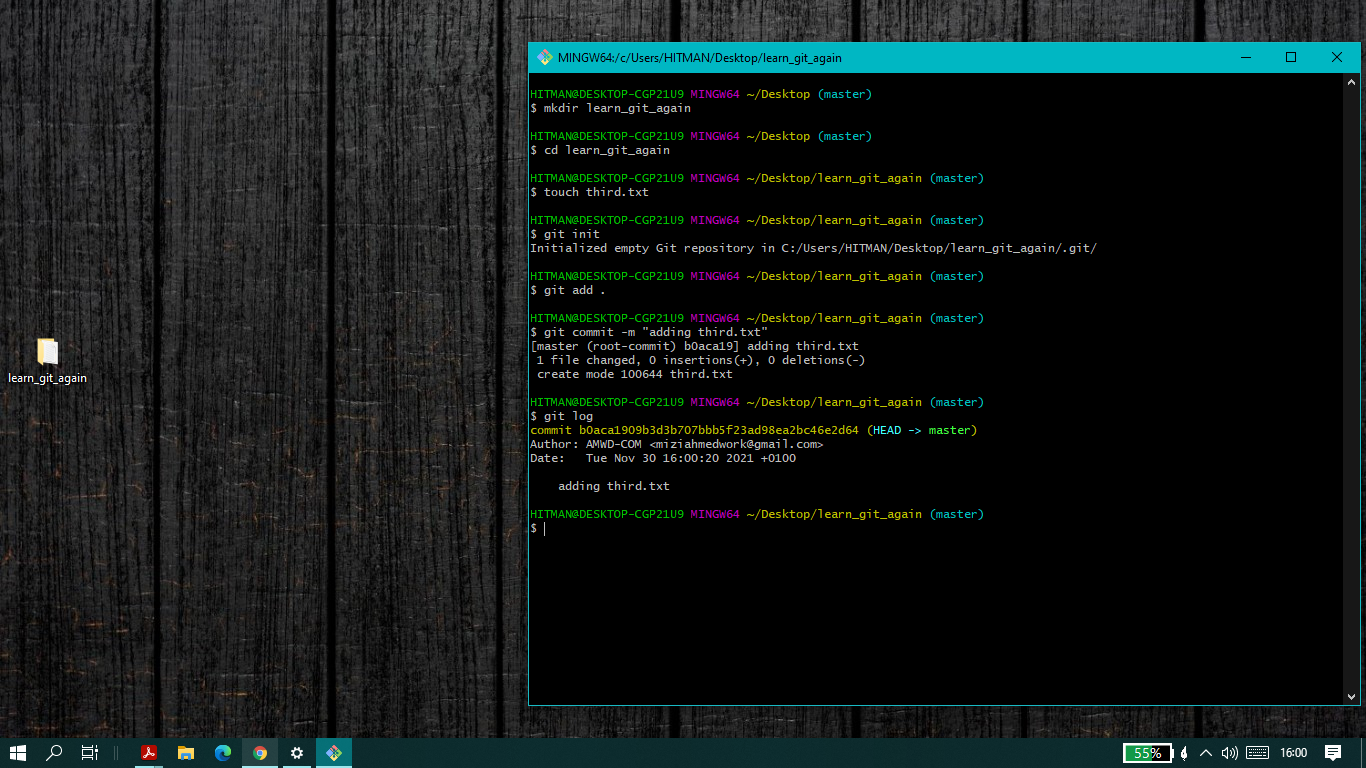 MINGW64:/c/Users/HITMAN/Desktop/learn_git_again
HITMAN@DESKTOP-CGP21U9 MINGW64 ~/Desktop (master)
$ mkdir learn_git_again
HITMAN@DESKTOP-CGP21U9 MINGW64 ~/Desktop (master)
$ cd learn_git_again
HITMAN@DESKTOP-CGP21U9 MINGW64 ~/Desktop/learn_git_again (master)
$ touch third.txt
HITMAN@DESKTOP-CGP21U9 MINGW64 ~/Desktop/learn_git_again (master)
$ git init
Initialized empty Git repository in C:/Users/HITMAN/Desktop/learn_git_again/.git/
HITMAN@DESKTOP-CGP21U9 MINGW64 ~/Desktop/learn_git_again (master)
$ git add .
HITMAN@DESKTOP-CGP21U9 MINGW64 ~/Desktop/learn_git_again (master)
$ git commit -m "adding third.txt"
[master (root-commit) b0aca19] adding third.txt
 1 file changed, 0 insertions(+), 0 deletions(-)
 create mode 100644 third.txt
HITMAN@DESKTOP-CGP21U9 MINGW64 ~/Desktop/learn_git_again (master)
$ git log
commit b0aca1909b3d3b707bbb5f23ad98ea2bc46e2d64 (HEAD -> master)
Author: AMWD-COM <miziahmedwork@gmail.com>
Date:   Tue Nov 30 16:00:20 2021 +0100
    adding third.txt
HITMAN@DESKTOP-CGP21U9 MINGW64 ~/Desktop/learn_git_again (master)
$
learn_git_again
55%
16:00